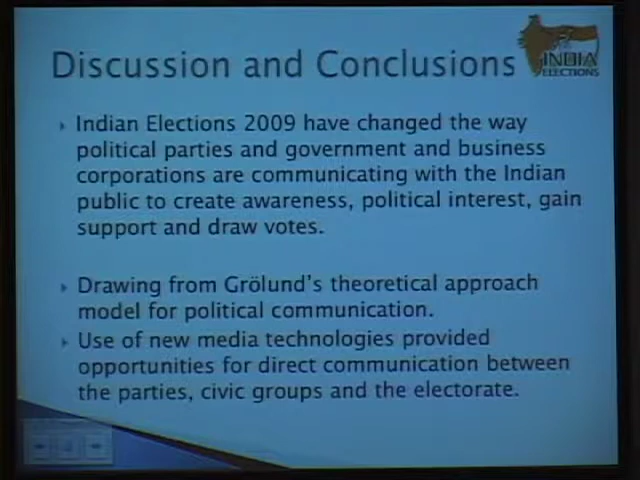 Discussion and Conclusions
INDIA
ELECTIONS
Indian Elections 2009 have changed the way
political parties and government and business
corporations are communicating with the Indian
public to create awareness, political interest, gain
support and draw votes.
Drawing from Grölund's theoretical approach
model for political communication.
Use of new media technologies provided
opportunities for direct communication between
the parties, civic groups and the electorate.